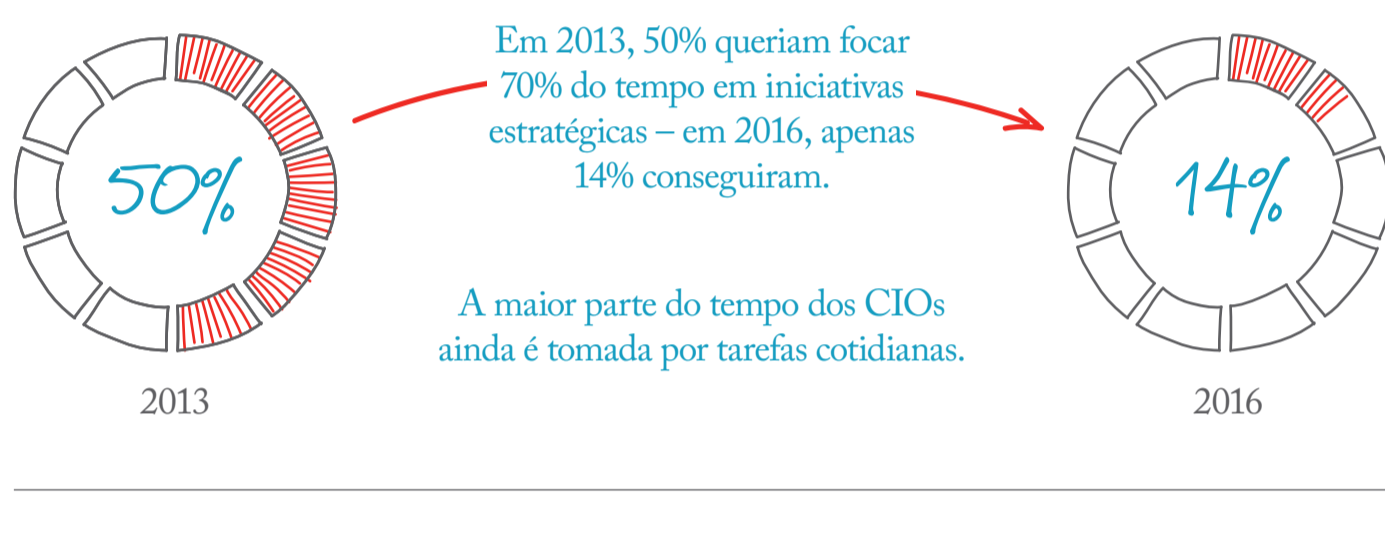 Em 2013, 50% queriam focar
70% do tempo em iniciativas
estratégicas – em 2016, apenas
14% conseguiram.
50%
14%
A maior parte do tempo dos CIOs
ainda é tomada por tarefas cotidianas.
2013
2016